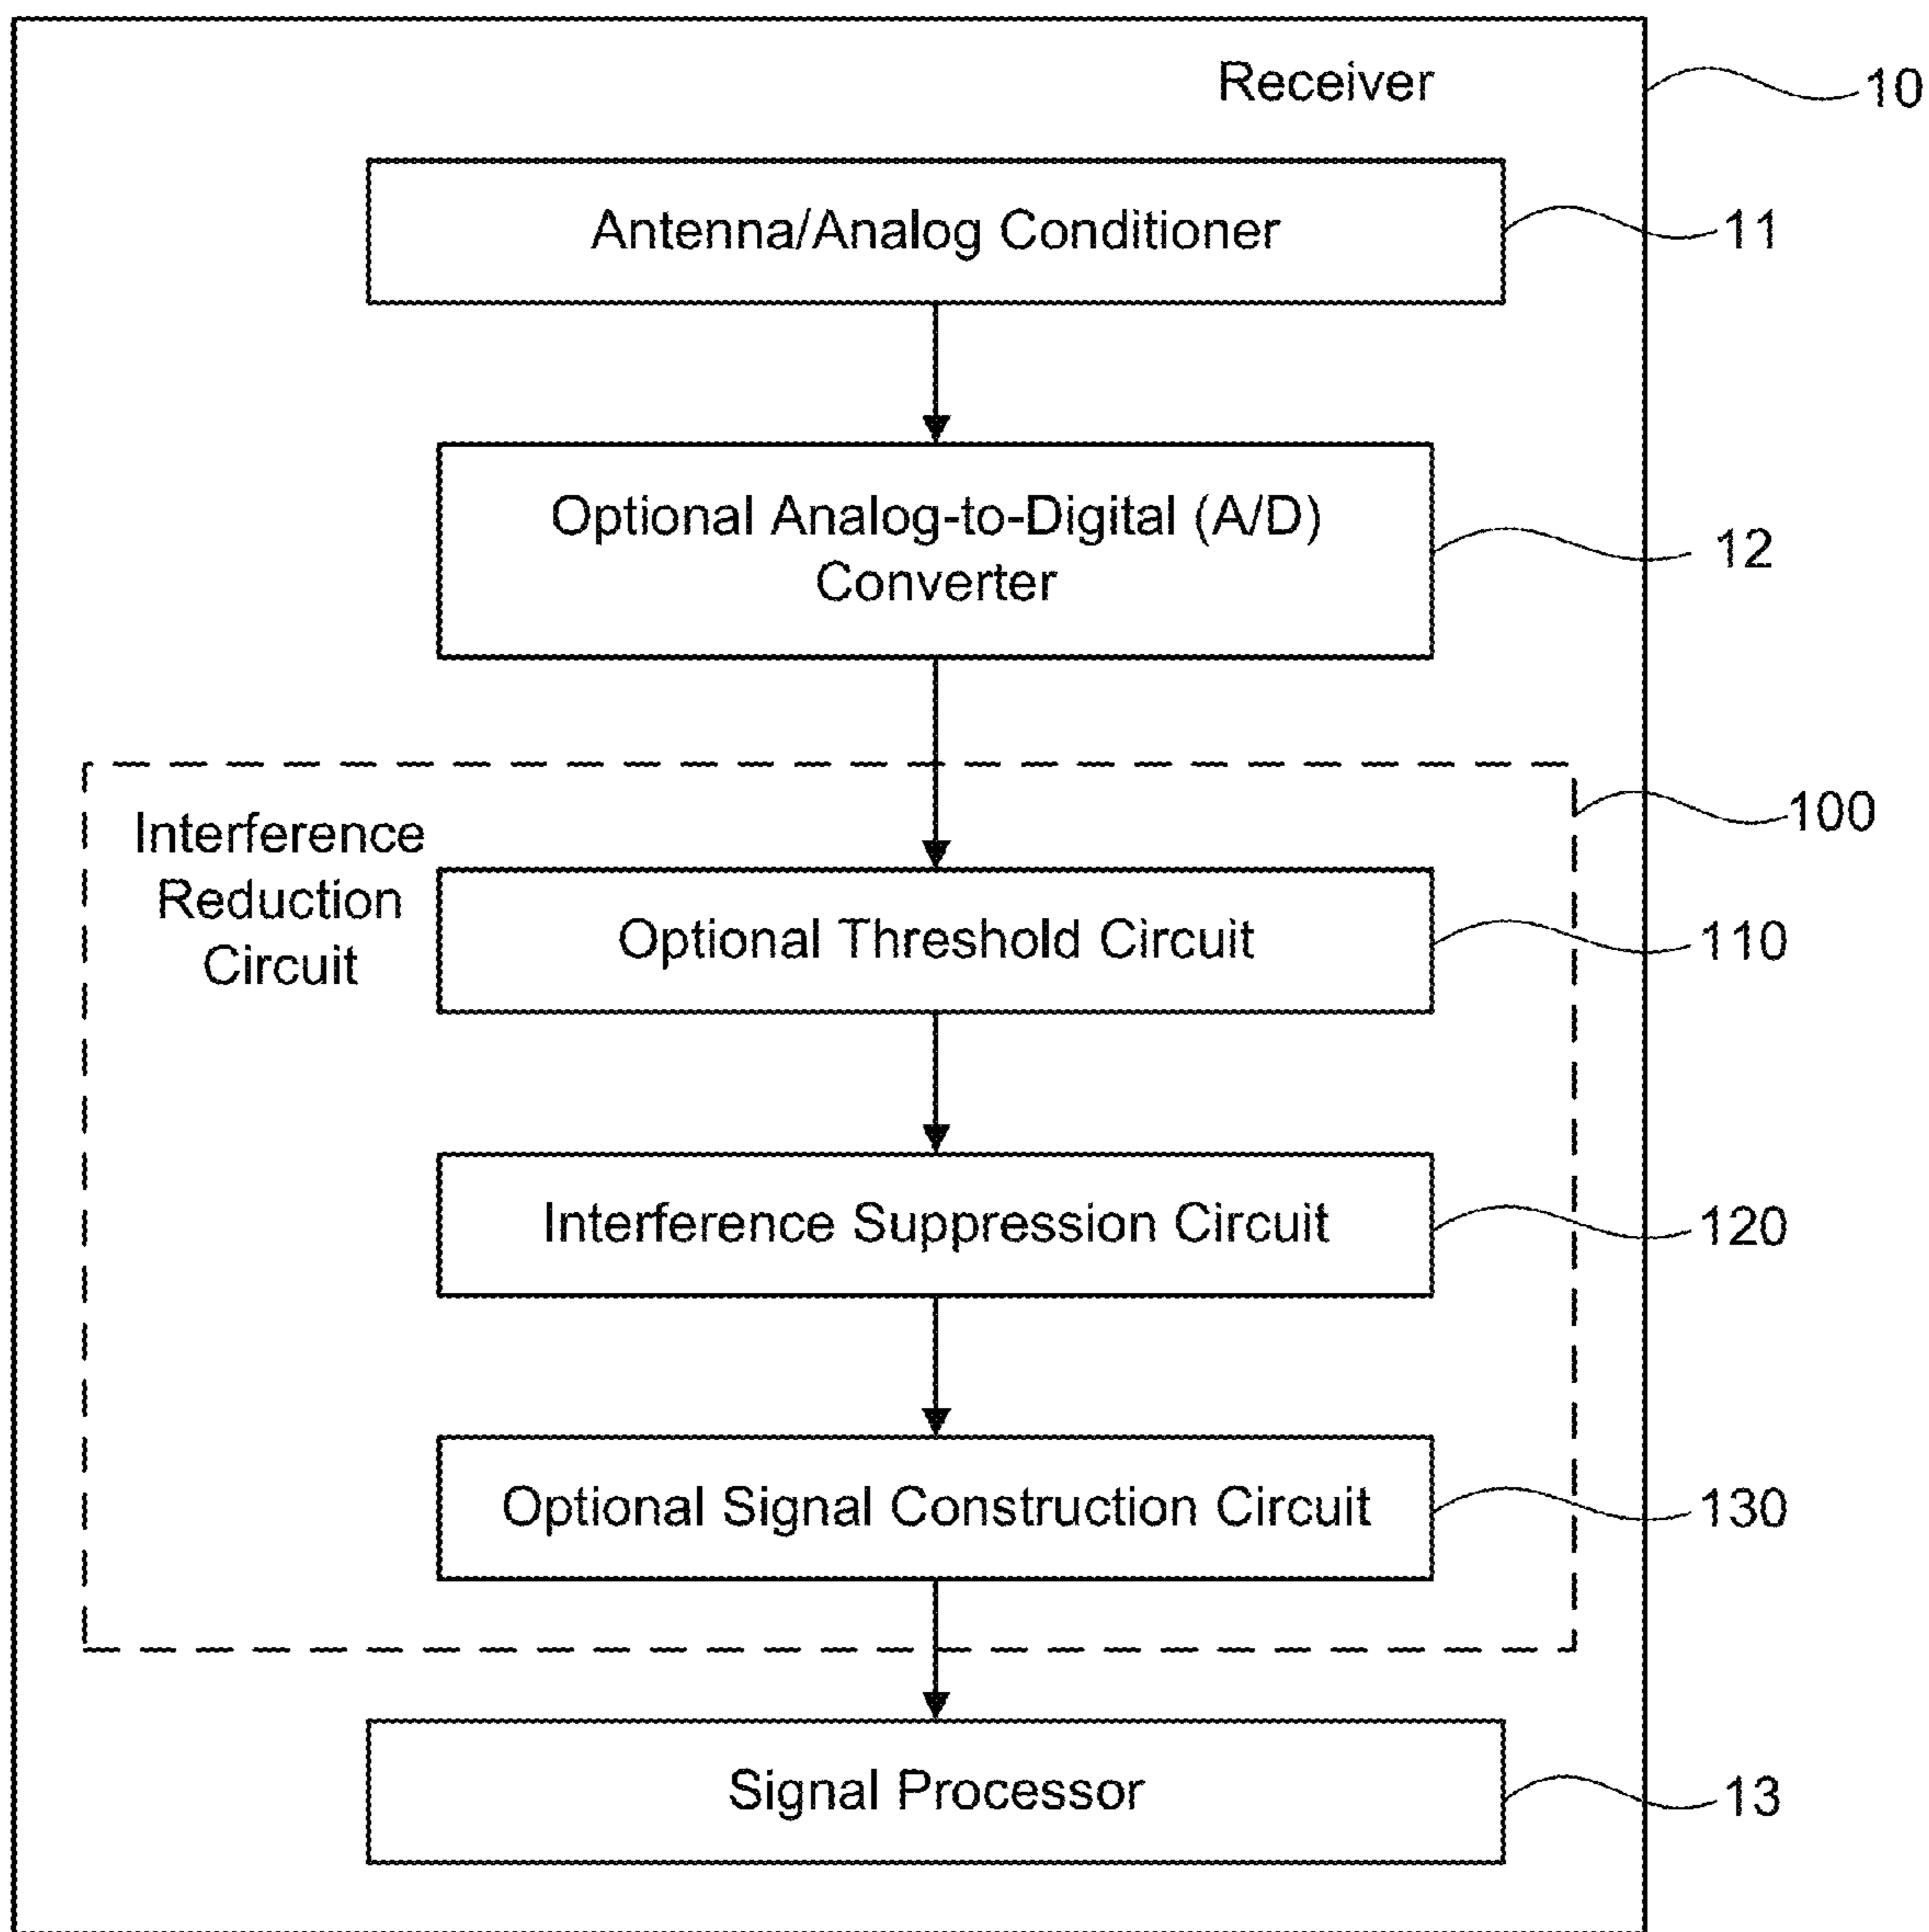 Receiver
10
Antenna/Analog Conditioner
11
Optional Analog-to-Digital (A/D)
Converter
12
100
Interference
Reduction
Circuit
Optional Threshold Circuit
110
Interference Suppression Circuit
120
Optional Signal Construction Circuit
130
Signal Processor
13